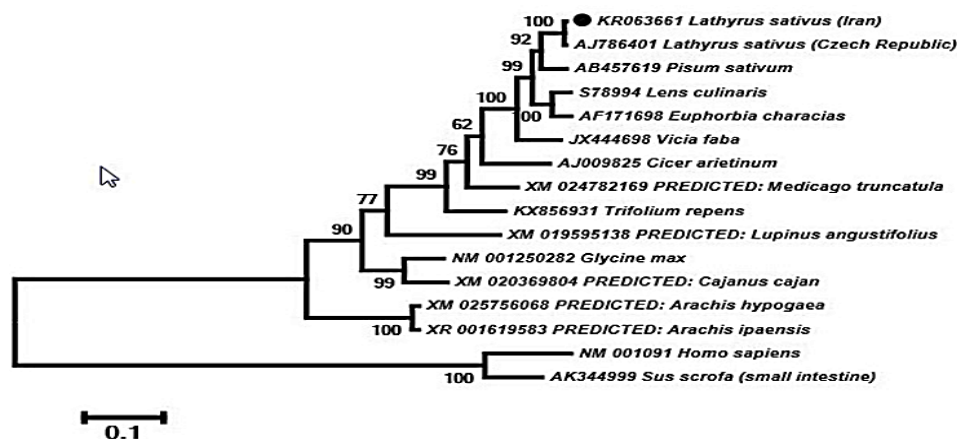 100
KR063661 Lathyrus sativus (Iran)
92
AJ786401 Lathyrus sativus (Czech Republic)
99
AB457619 Pisum sativum
S78994 Lens culinaris
100
100
AF171698 Euphorbia characias
62
JX444698 Vicia faba
76
AJ009825 Cicer arietinum
99
XM 024782169 PREDICTED: Medicago truncatula
77
KX856931 Trifolium repens
90
XM 019595138 PREDICTED: Lupinus angustifolius
NM 001250282 Glycine max
99
XM 020369804 PREDICTED: Cajanus cajan
XM 025756068 PREDICTED: Arachis hypogaea
100
XR 001619583 PREDICTED: Arachis ipaensis
NM 001091 Homo sapiens
100
AK344999 Sus scrofa (small intestine)
0.1